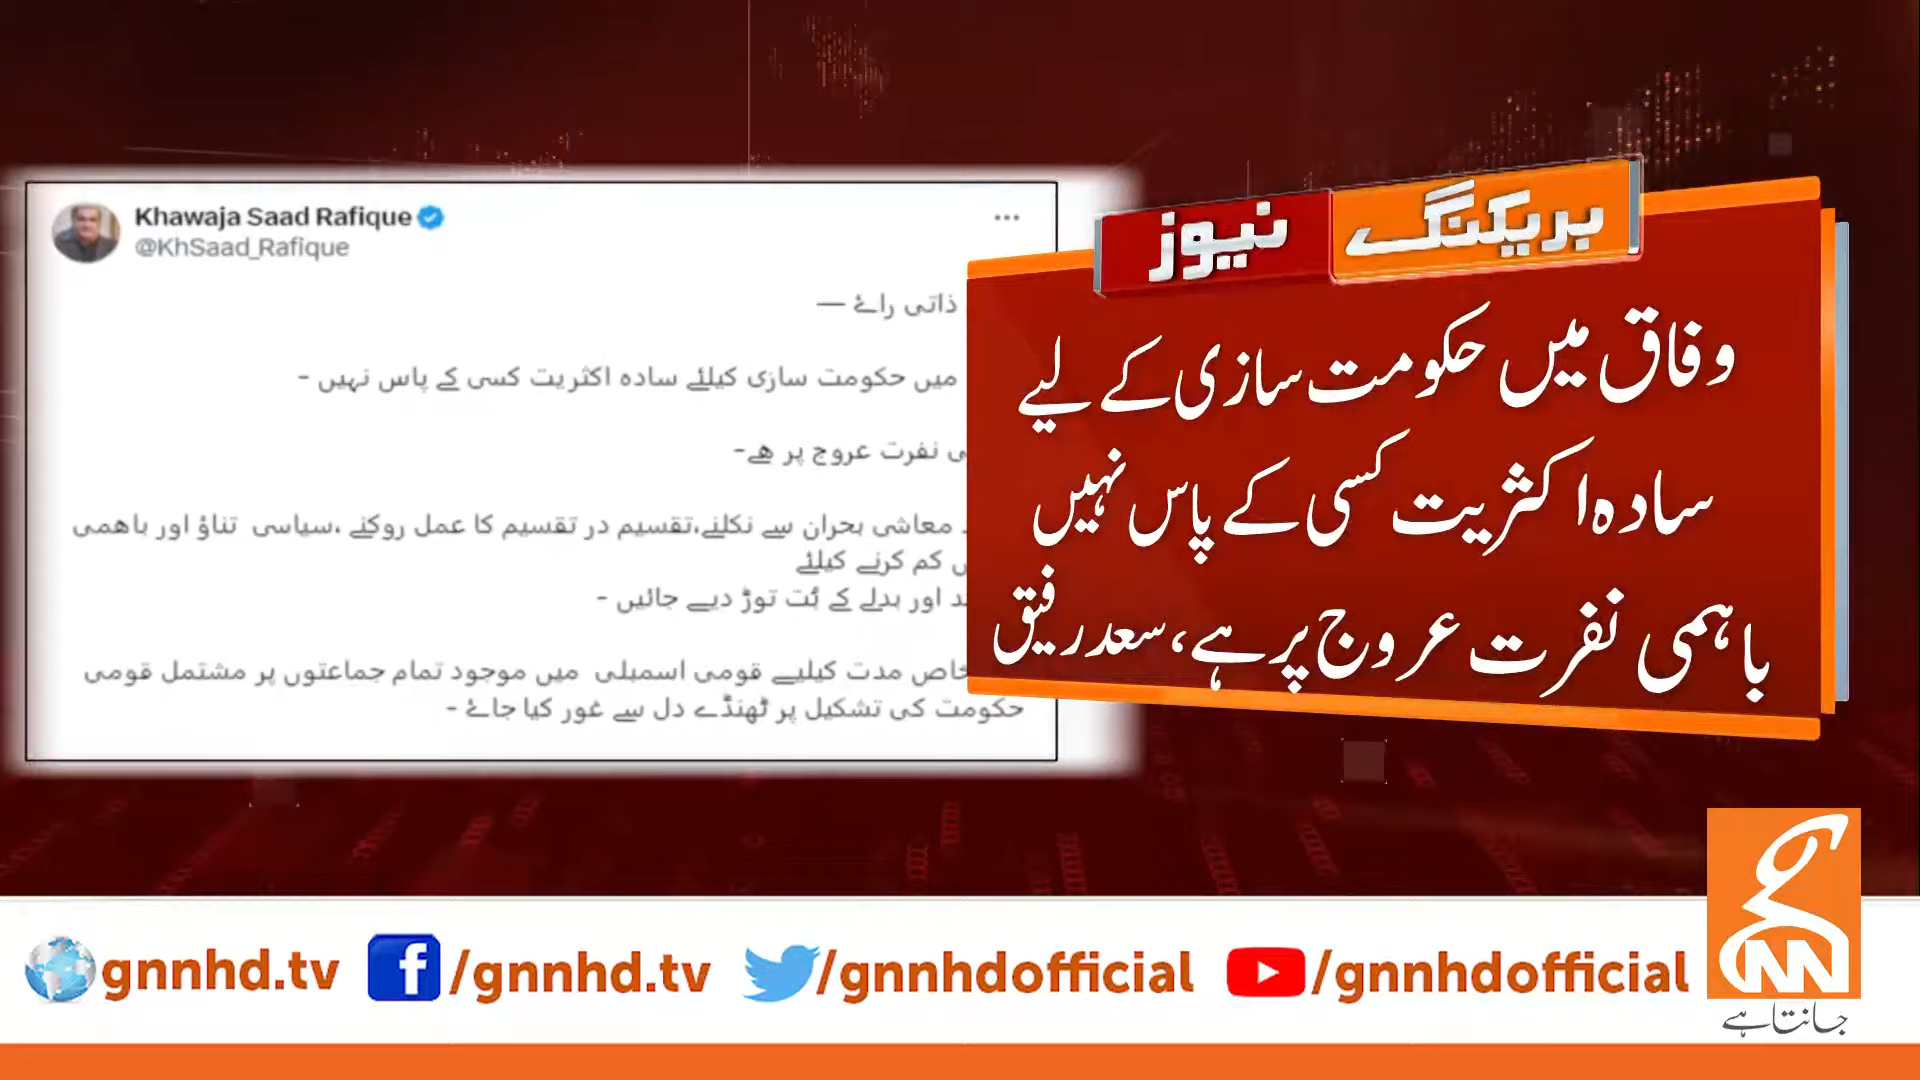 Khawaja Saad Rafique
@KhSaad_Rafique
ذاتی راۓ —
میں حکومت سازی کیلئے سادہ اکثریت کسی کے پاس نہیں -
نفرت عروج پر ھے-
معاشی بحران سے نکلنے،تقسیم در تقسیم کا عمل روکنے ،سیاسی تناؤ اور باھمی
کم کرنے کیلئے
اور بدلے کے بُت توڑ دیے جائیں -
خاص مدت کیلیے قومی اسمبلی میں موجود تمام جماعتوں پر مشتمل قومی
حکومت کی تشکیل پر ٹھنڈے دل سے غور کیا جاۓ -
بریکنگ نیوز
وفاق میں حکومت سازی کے لیے
سادہ اکثریت کسی کے پاس نہیں
باہمی نفرت عروج پر ہے، سعد رفیق
gnnhd.tv /gnnhd.tv /gnnhdofficial /gnnhdofficial
GNN
جانتا ہے